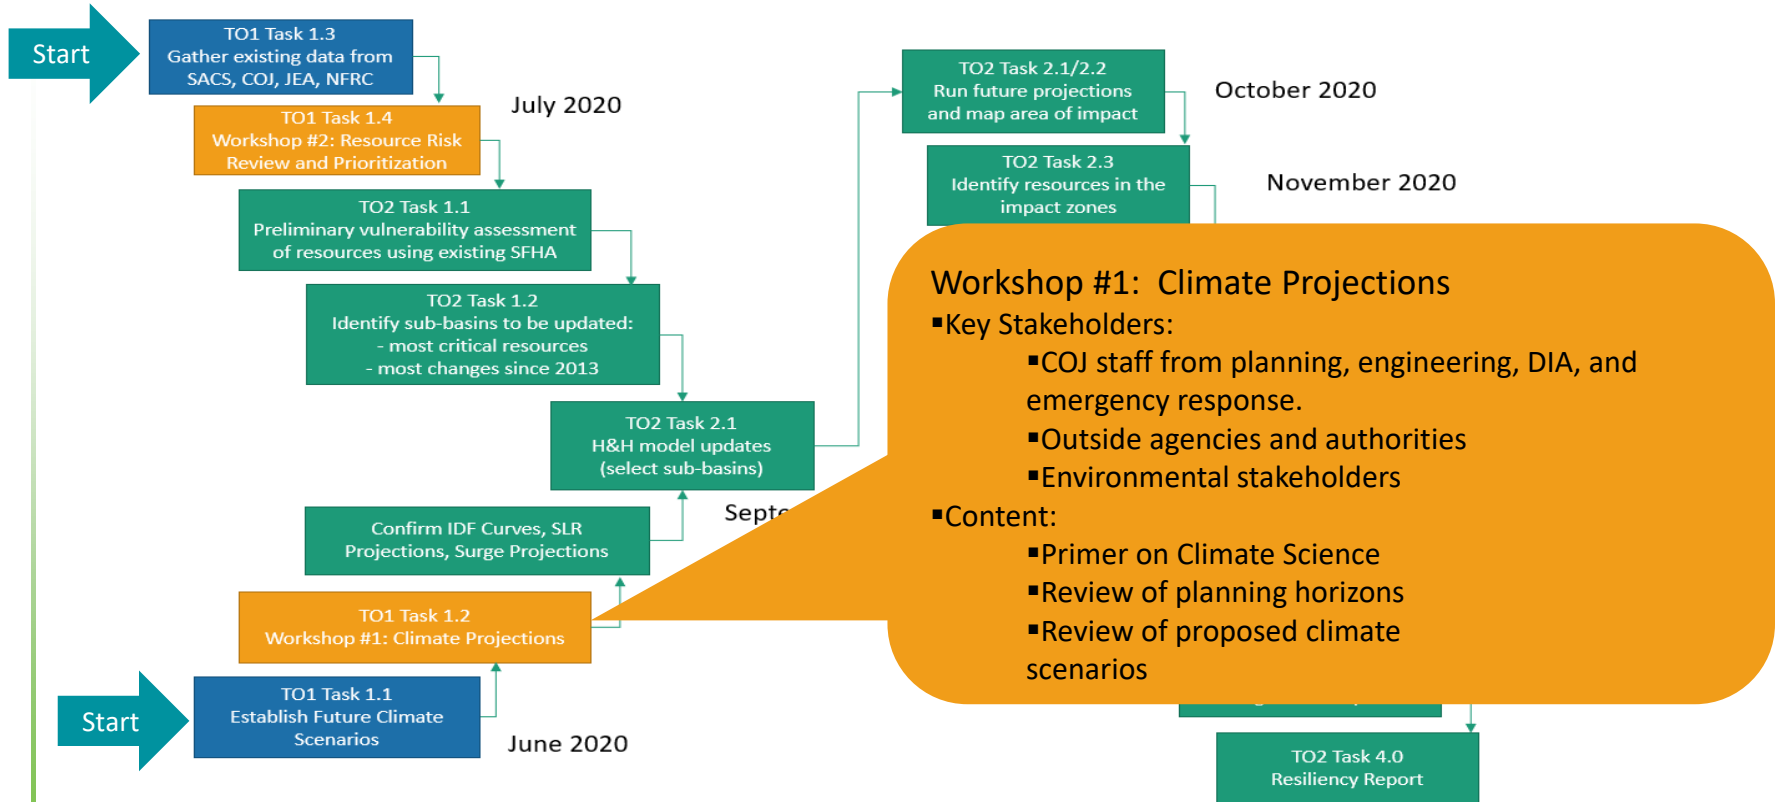 Start
TO1 Task 1.3
Gather existing data from
SACS, COJ, JEA, NFRC
July 2020
TO1 Task 1.4
Workshop #2: Resource Risk
Review and Prioritization
TO2 Task 1.1
Preliminary vulnerability assessment
of resources using existing SFHA
TO2 Task 1.2
Identify sub-basins to be updated:
- most critical resources
- most changes since 2013
TO2 Task 2.1
H&H model updates
(select sub-basins)
Confirm IDF Curves, SLR
Projections, Surge Projections
TO1 Task 1.2
Workshop #1: Climate Projections
Start
TO1 Task 1.1
Establish Future Climate
Scenarios
June 2020
TO2 Task 2.1/2.2
Run future projections
and map area of impact
October 2020
TO2 Task 2.3
Identify resources in the
impact zones
November 2020
Workshop #1: Climate Projections
▪Key Stakeholders:
▪COJ staff from planning, engineering, DIA, and
emergency response.
▪Outside agencies and authorities
▪Environmental stakeholders
▪Content:
▪Primer on Climate Science
▪Review of planning horizons
▪Review of proposed climate
scenarios
TO2 Task 4.0
Resiliency Report